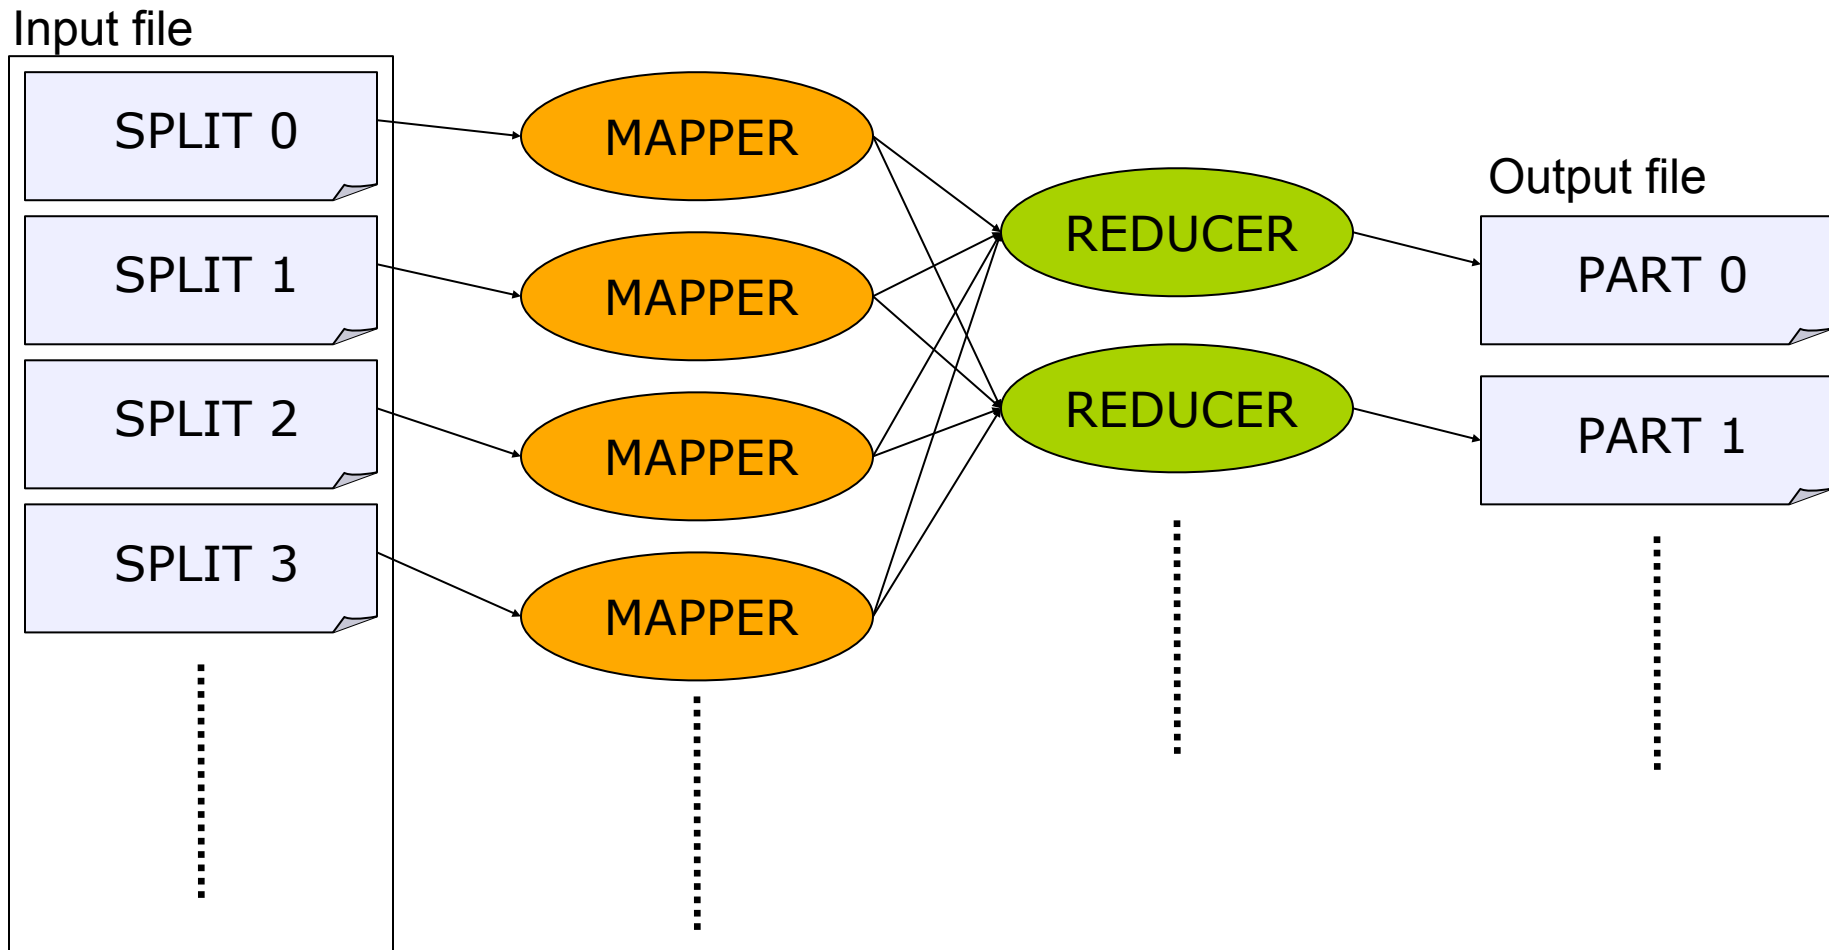 Input file
SPLIT 0
SPLIT 1
SPLIT 2
SPLIT 3
MAPPER
MAPPER
MAPPER
MAPPER
REDUCER
REDUCER
Output file
PART 0
PART 1